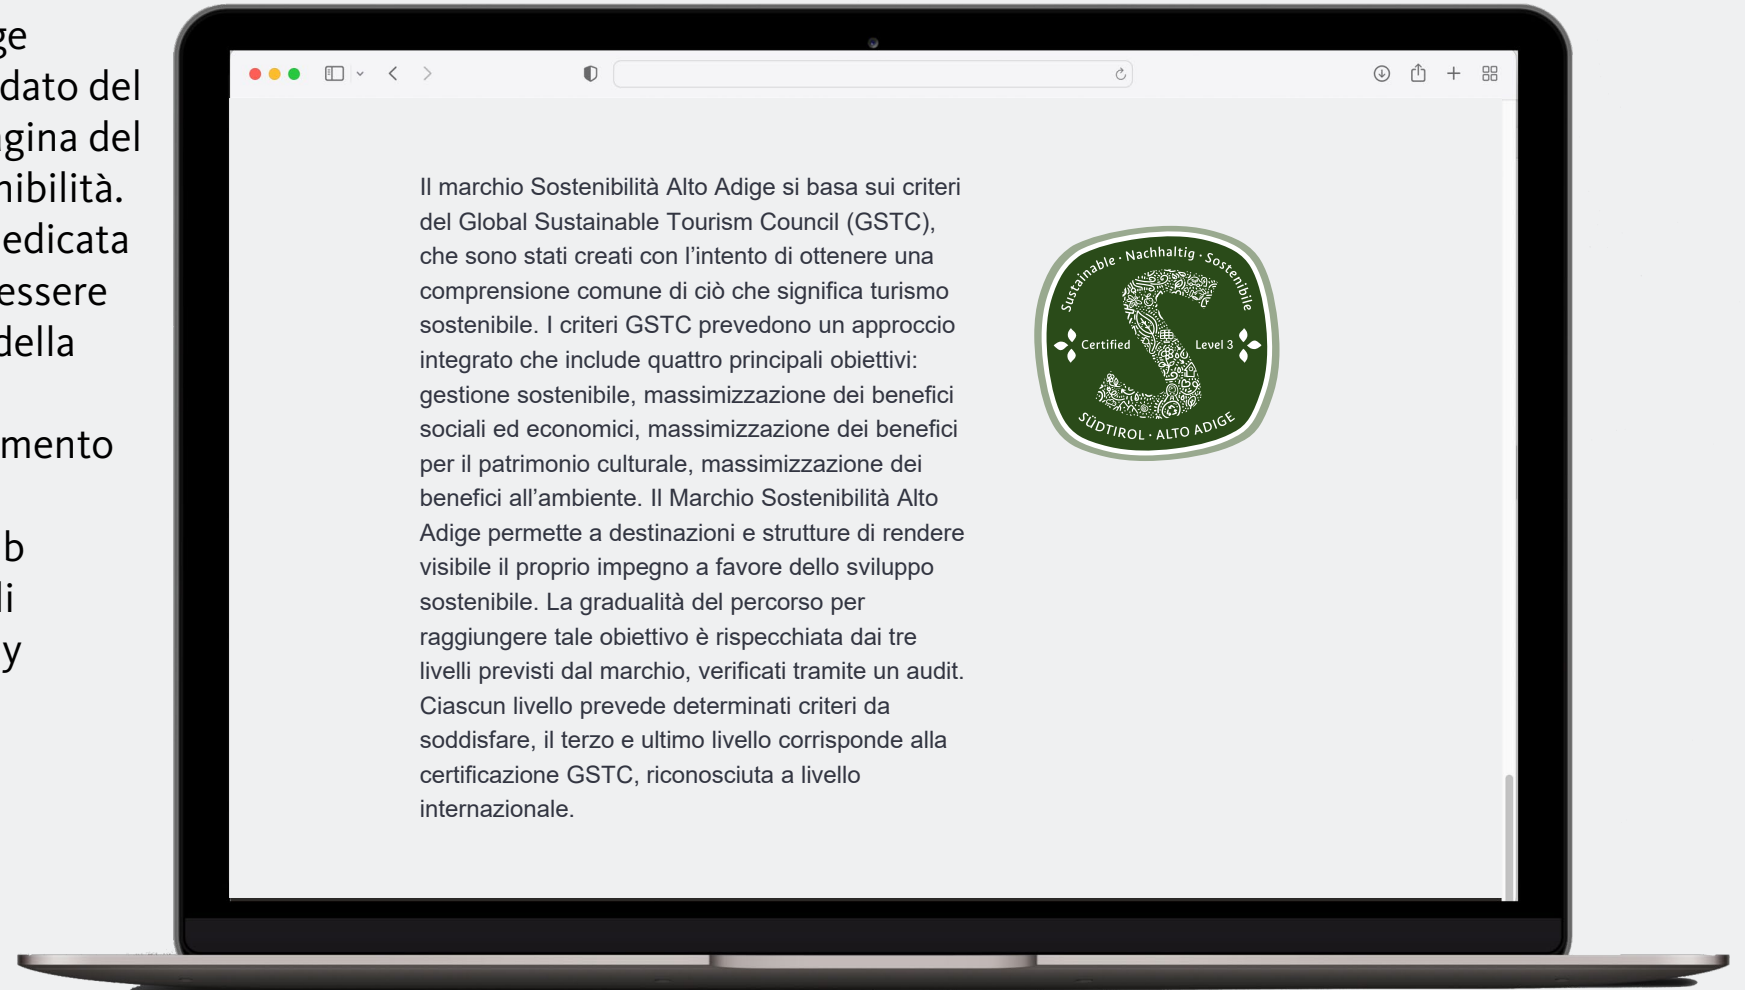 ge
dato del
agina del
nibilità.
edicata
essere
della
mento
b
li
y
Il marchio Sostenibilità Alto Adige si basa sui criteri
del Global Sustainable Tourism Council (GSTC),
che sono stati creati con l’intento di ottenere una
comprensione comune di ciò che significa turismo
sostenibile. I criteri GSTC prevedono un approccio
integrato che include quattro principali obiettivi:
gestione sostenibile, massimizzazione dei benefici
sociali ed economici, massimizzazione dei benefici
per il patrimonio culturale, massimizzazione dei
benefici all’ambiente. Il Marchio Sostenibilità Alto
Adige permette a destinazioni e strutture di rendere
visibile il proprio impegno a favore dello sviluppo
sostenibile. La gradualità del percorso per
raggiungere tale obiettivo è rispecchiata dai tre
livelli previsti dal marchio, verificati tramite un audit.
Ciascun livello prevede determinati criteri da
soddisfare, il terzo e ultimo livello corrisponde alla
certificazione GSTC, riconosciuta a livello
internazionale.
Sustainable · Nachhaltig · Sostenibile
S
Certified Level 3
SÜDTIROL · ALTO ADIGE